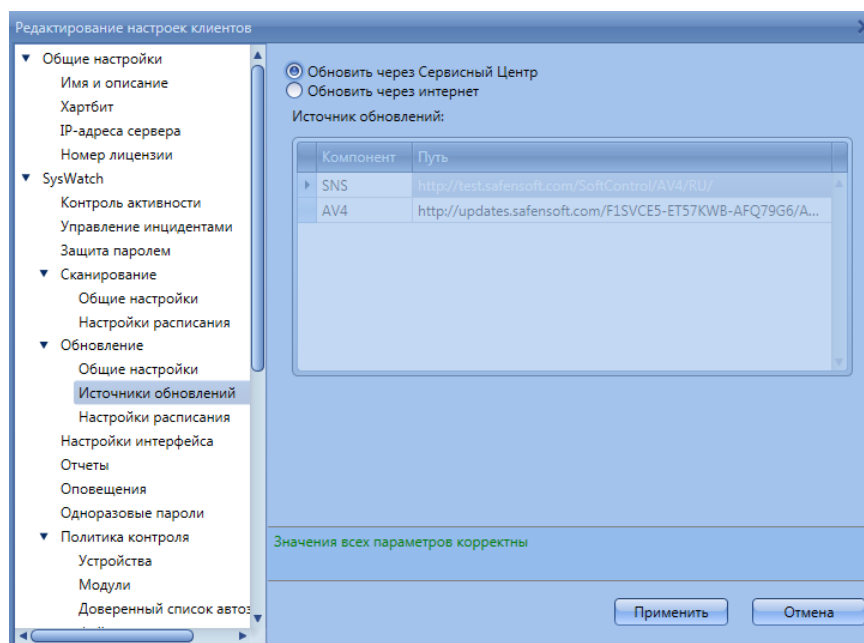 Редактирование настроек клиентов
Общие настройки
Имя и описание
Хартбит
IP-адреса сервера
Номер лицензии
SysWatch
Контроль активности
Управление инцидентами
Защита паролем
Сканирование
Общие настройки
Настройки расписания
Обновление
Общие настройки
Источники обновлений
Настройки расписания
Настройки интерфейса
Отчеты
Оповещения
Одноразовые пароли
Политика контроля
Устройства
Модули
Доверенный список автоз
Обновить через Сервисный Центр
Обновить через интернет
Источник обновлений:
Компонент Путь
SNS http://test.safensoft.com/SoftControl/AV4/RU/
AV4 http://updates.safensoft.com/F1SVCE5-ET57KWB-AFQ79G6/A...
Значения всех параметров корректны
Применить Отмена